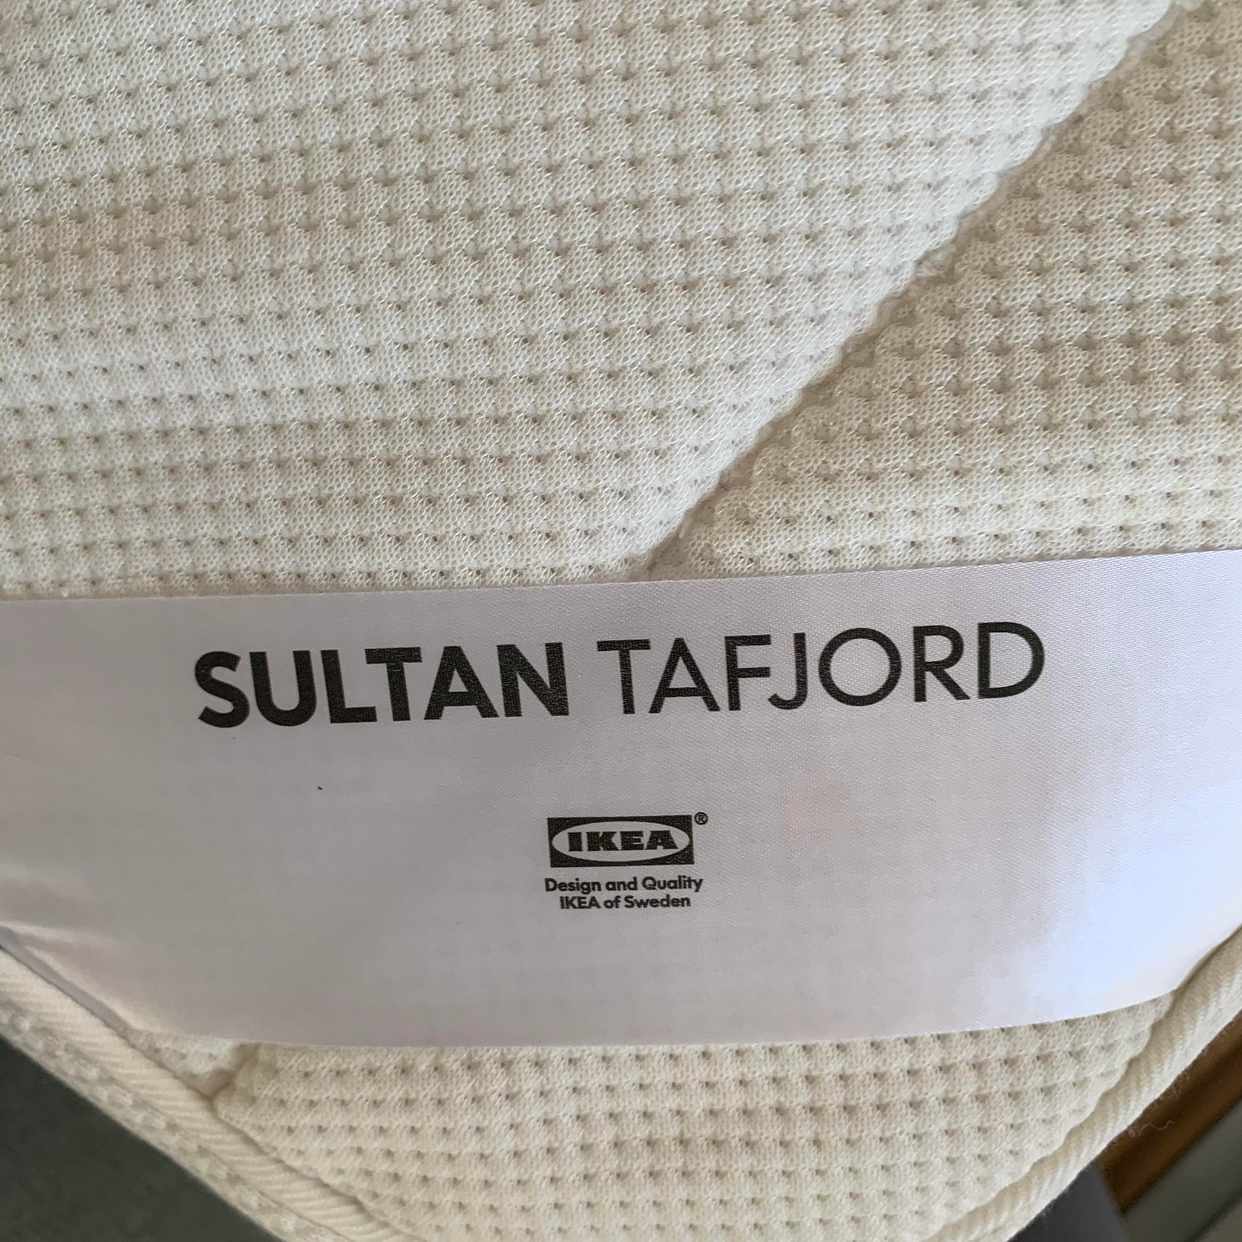 SULTAN TAFJORD
IKEA®
Design and Quality
IKEA of Sweden